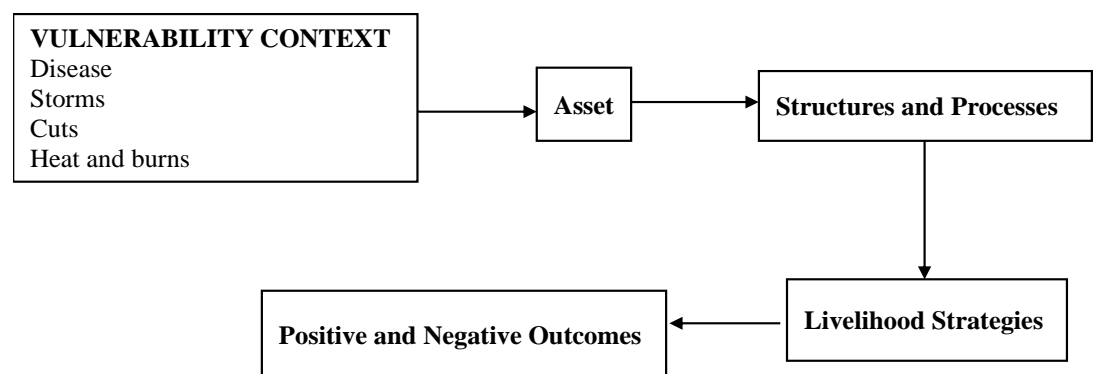 VULNERABILITY CONTEXT
Disease
Storms
Cuts
Heat and burns
Asset
Structures and Processes
Livelihood Strategies
Positive and Negative Outcomes